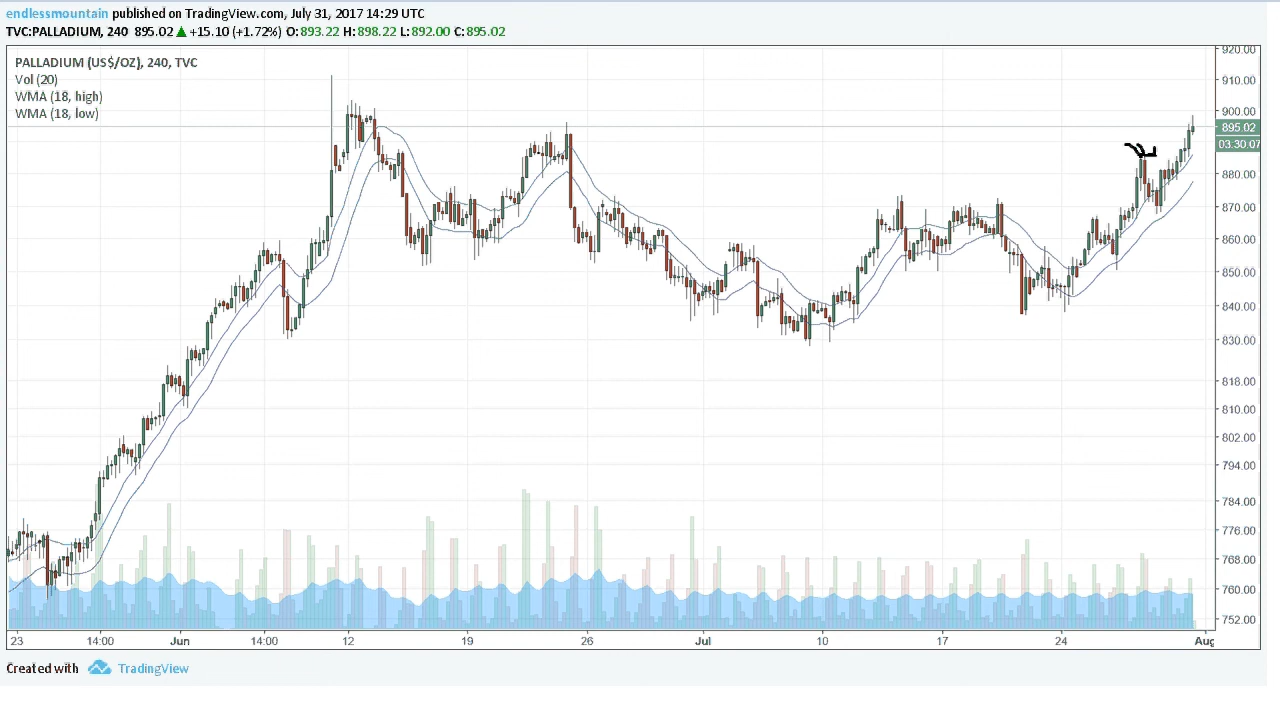 endlessmountain published on TradingView.com, July 31, 2017 14:29 UTC
TVC:PALLADIUM, 240 895.02 ▲ +15.10 (+1.72%) O:893.22 H:898.22 L:892.00 C:895.02
PALLADIUM (US$/OZ), 240, TVC
Vol (20)
WMA (18, high)
WMA (18, low)
920.00
910.00
900.00
895.02
03:30:07
880.00
870.00
860.00
850.00
840.00
830.00
818.00
810.00
802.00
794.00
784.00
776.00
768.00
760.00
752.00
23 14:00 Jun 14:00 12 19 26 Jul 10 17 24 Aug
Created with TradingView